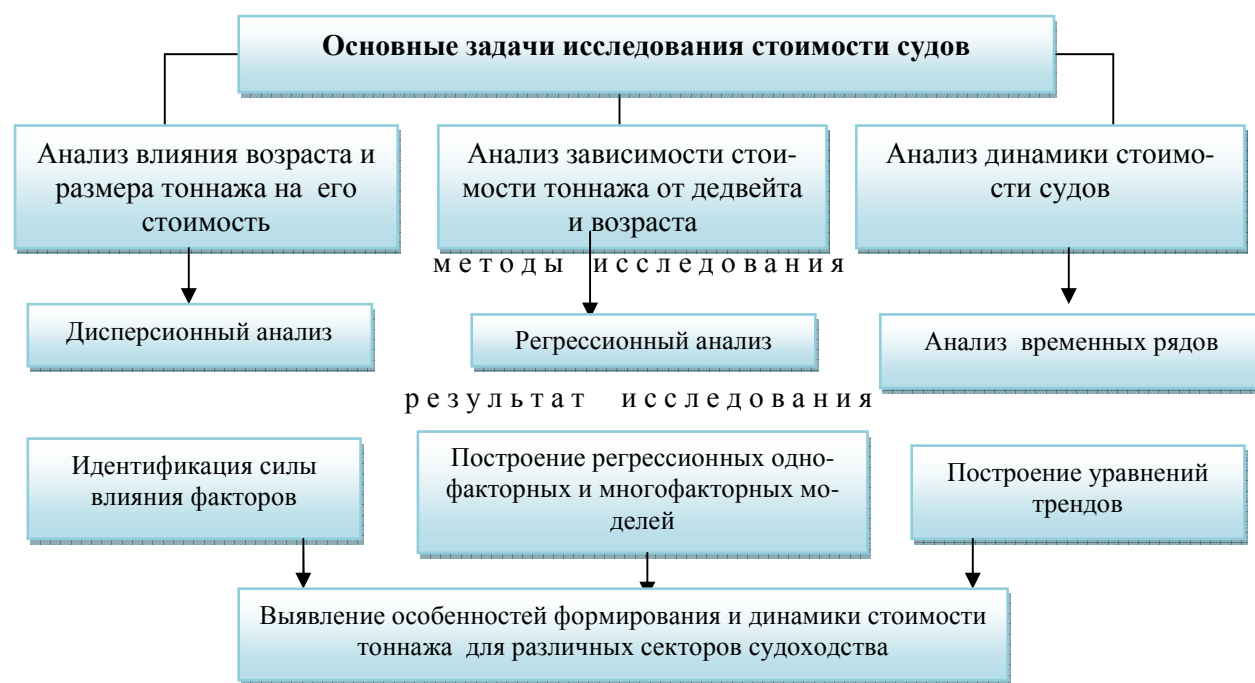 Основные задачи исследования стоимости судов
Анализ влияния возраста и
размера тоннажа на его
стоимость
Анализ зависимости стои-
мости тоннажа от дедвейта
и возраста
Анализ динамики стоимо-
сти судов
методы исследования
Дисперсионный анализ
Регрессионный анализ
Анализ временных рядов
результат исследования
Идентификация силы
влияния факторов
Построение регрессионных одно-
факторных и многофакторных мо-
делей
Построение уравнений
трендов
Выявление особенностей формирования и динамики стоимости
тоннажа для различных секторов судоходства